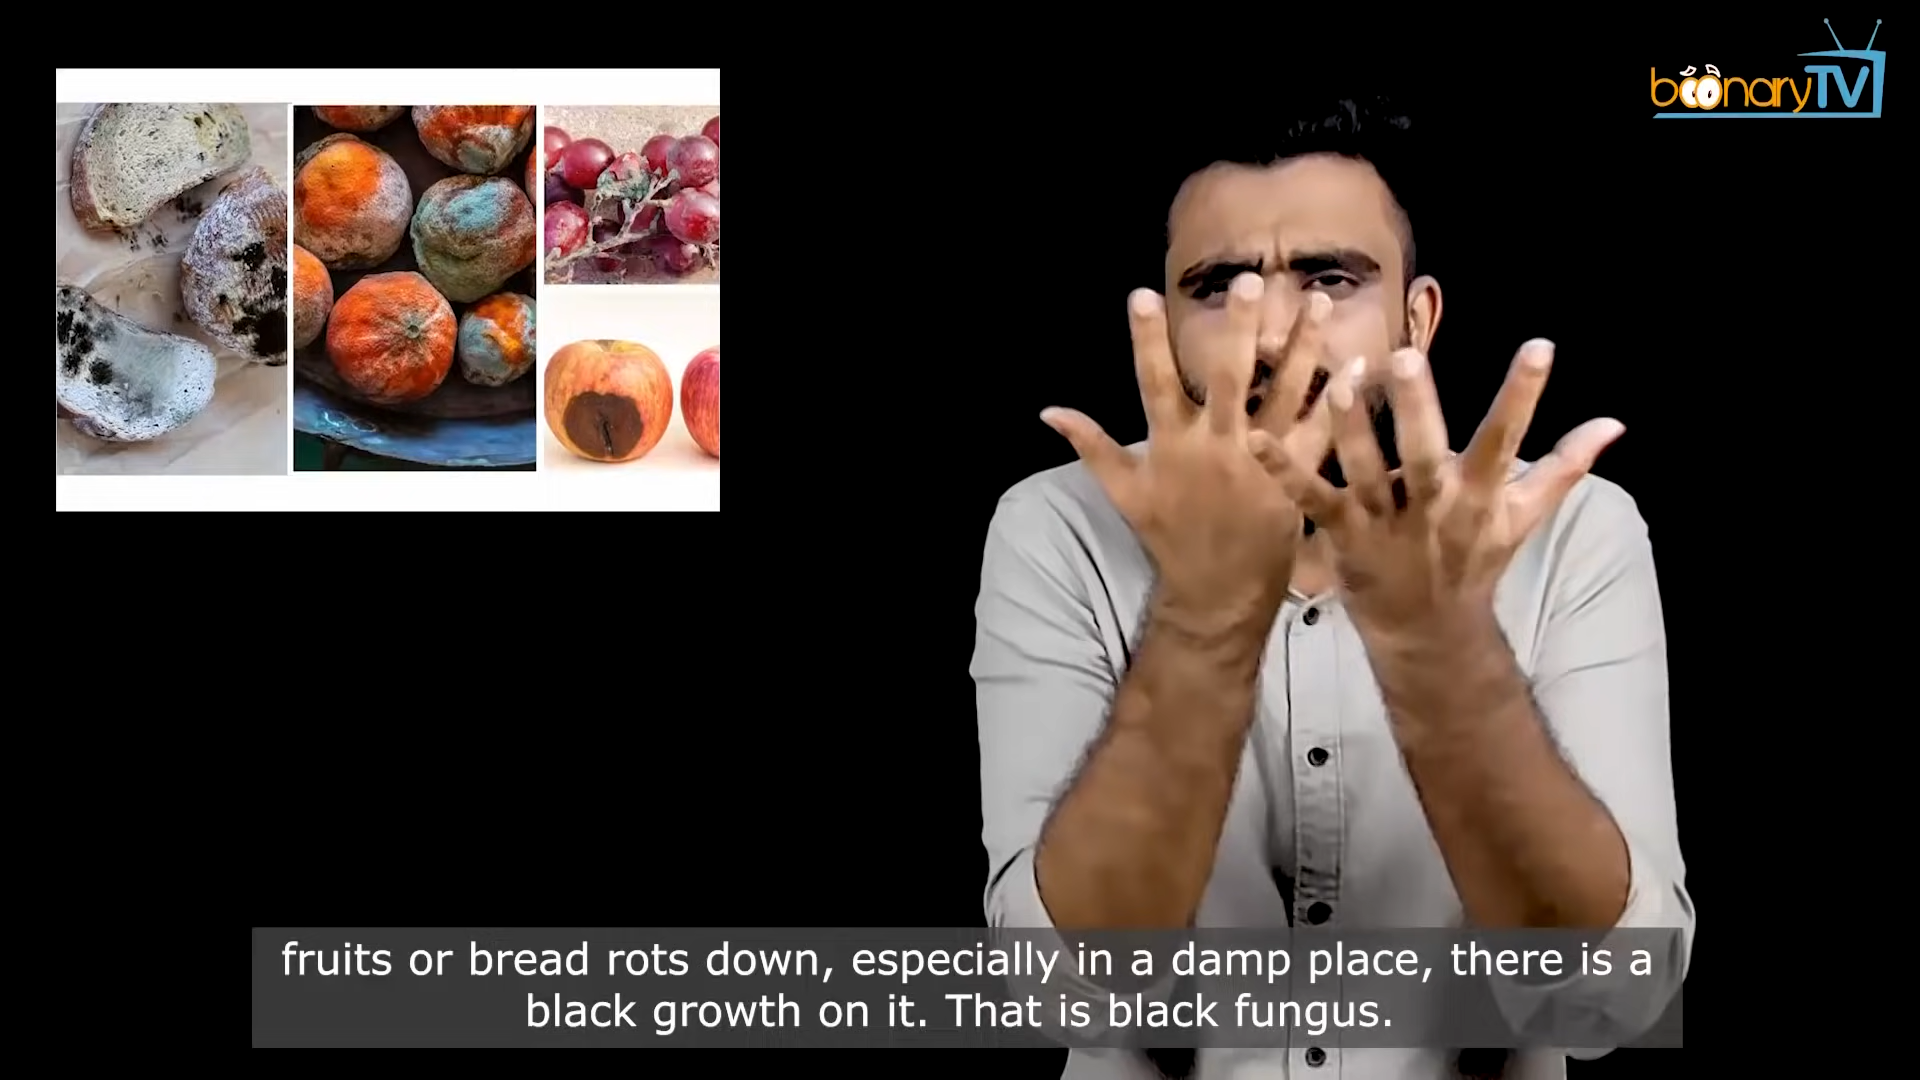 boonaryTV
fruits or bread rots down, especially in a damp place, there is a
black growth on it. That is black fungus.